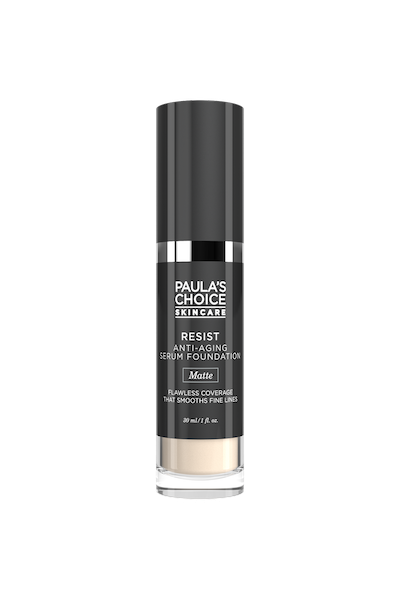 PAULA'S
CHOICE
SKINCARE
RESIST
ANTI-AGING
SERUM FOUNDATION
Matte
FLAWLESS COVERAGE
THAT SMOOTHS FINE LINES
30 ml / 1 fl. oz.